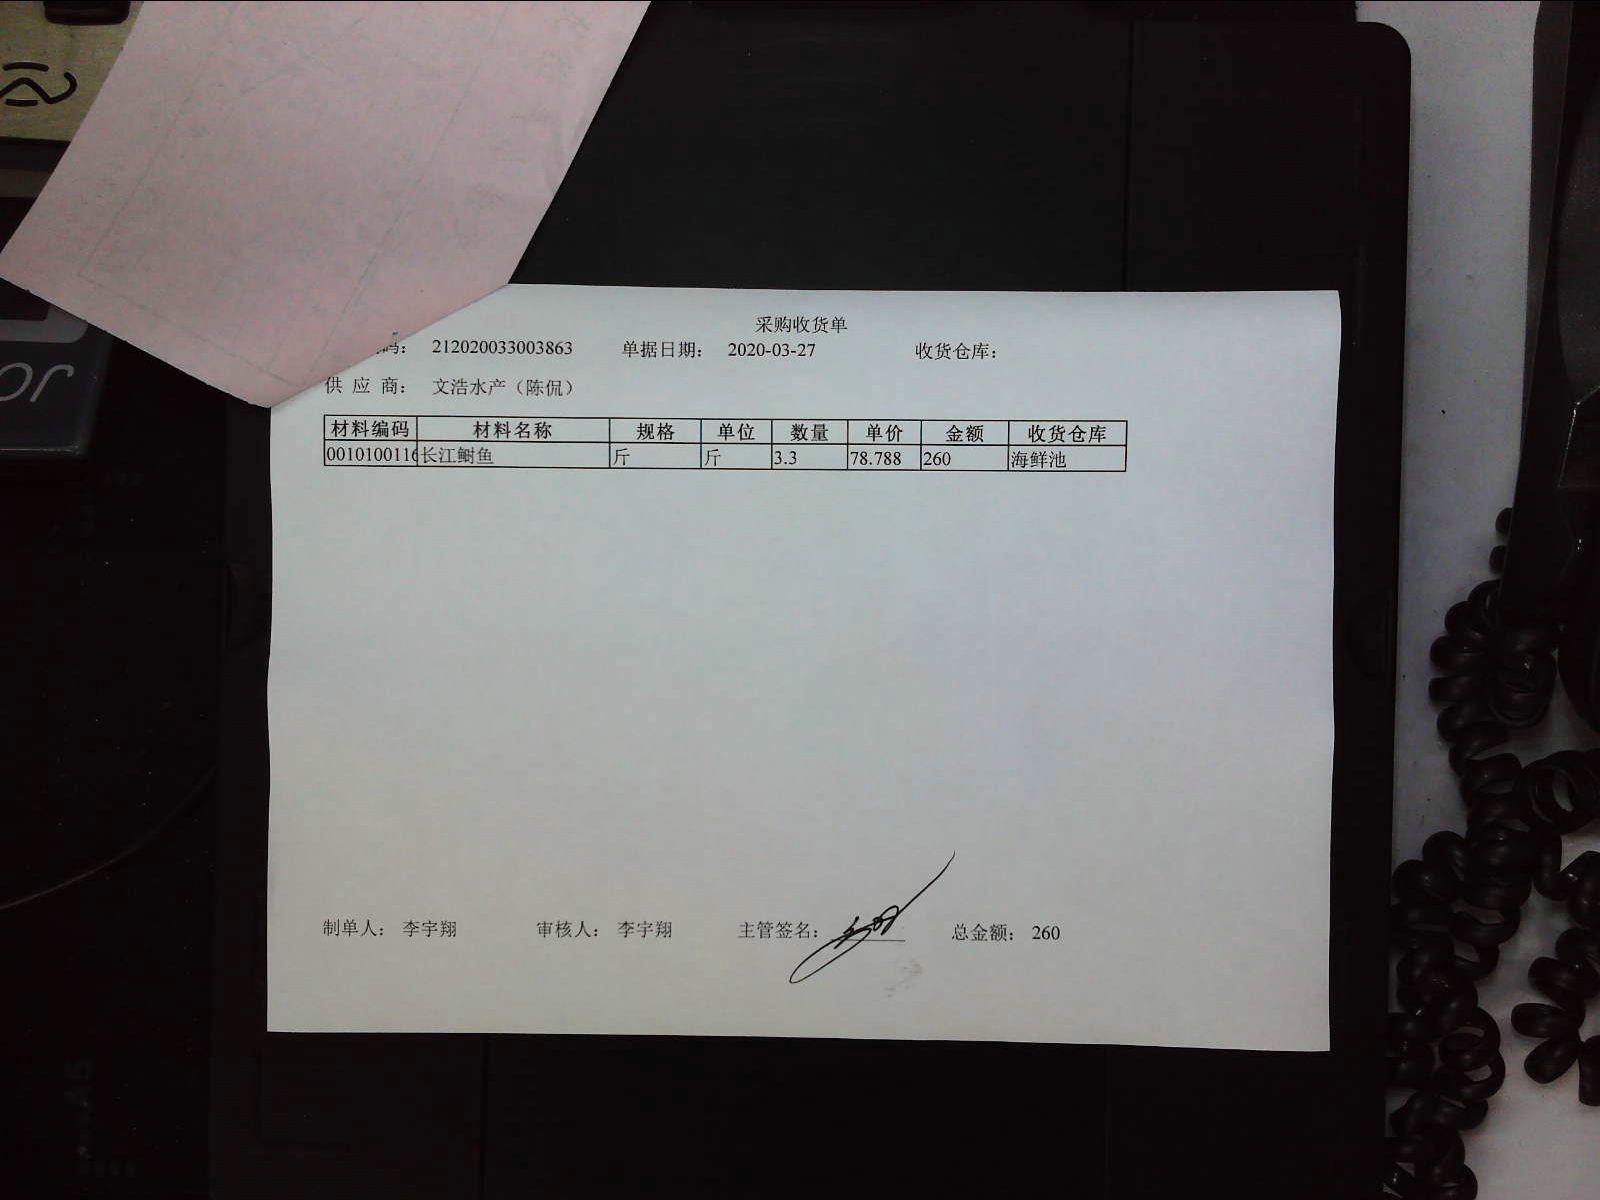 采购收货单
码： 212020033003863 单据日期： 2020-03-27 收货仓库：
供 应 商： 文浩水产（陈侃）
材料编码 材料名称 规格 单位 数量 单价 金额 收货仓库
0010100116 长江鲥鱼 斤 斤 3.3 78.788 260 海鲜池
制单人： 李宇翔 审核人： 李宇翔 主管签名： 总金额： 260